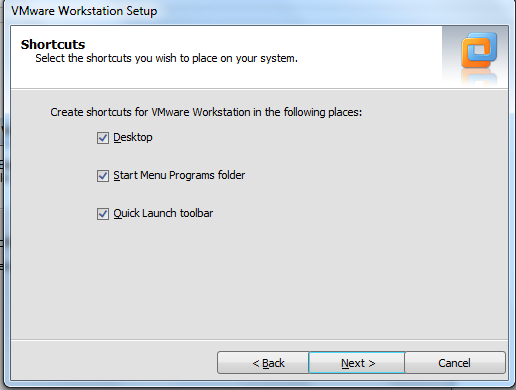 VMware Workstation Setup
Shortcuts
Select the shortcuts you wish to place on your system.
Create shortcuts for VMware Workstation in the following places:
Desktop
Start Menu Programs folder
Quick Launch toolbar
< Back
Next >
Cancel